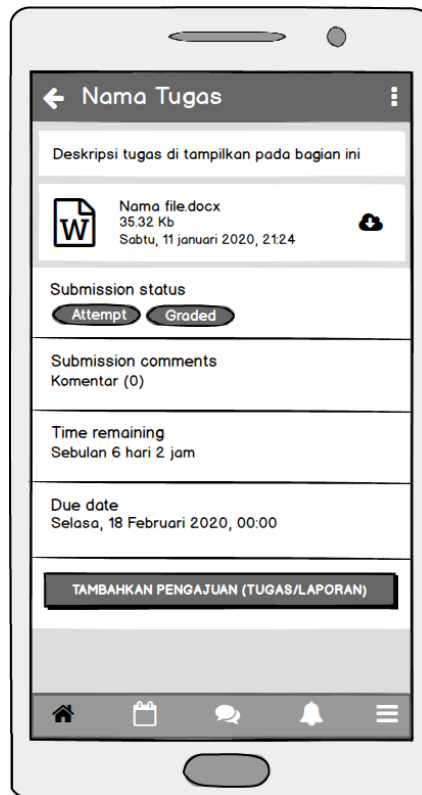 Nama Tugas
Deskripsi tugas di tampilkan pada bagian ini
W
Nama file.docx
35.32 Kb
Sabtu, 11 januari 2020, 21:24
Submission status
Attempt Graded
Submission comments
Komentar (0)
Time remaining
Sebulan 6 hari 2 jam
Due date
Selasa, 18 Februari 2020, 00:00
TAMBAHKAN PENGAJUAN (TUGAS/LAPORAN)